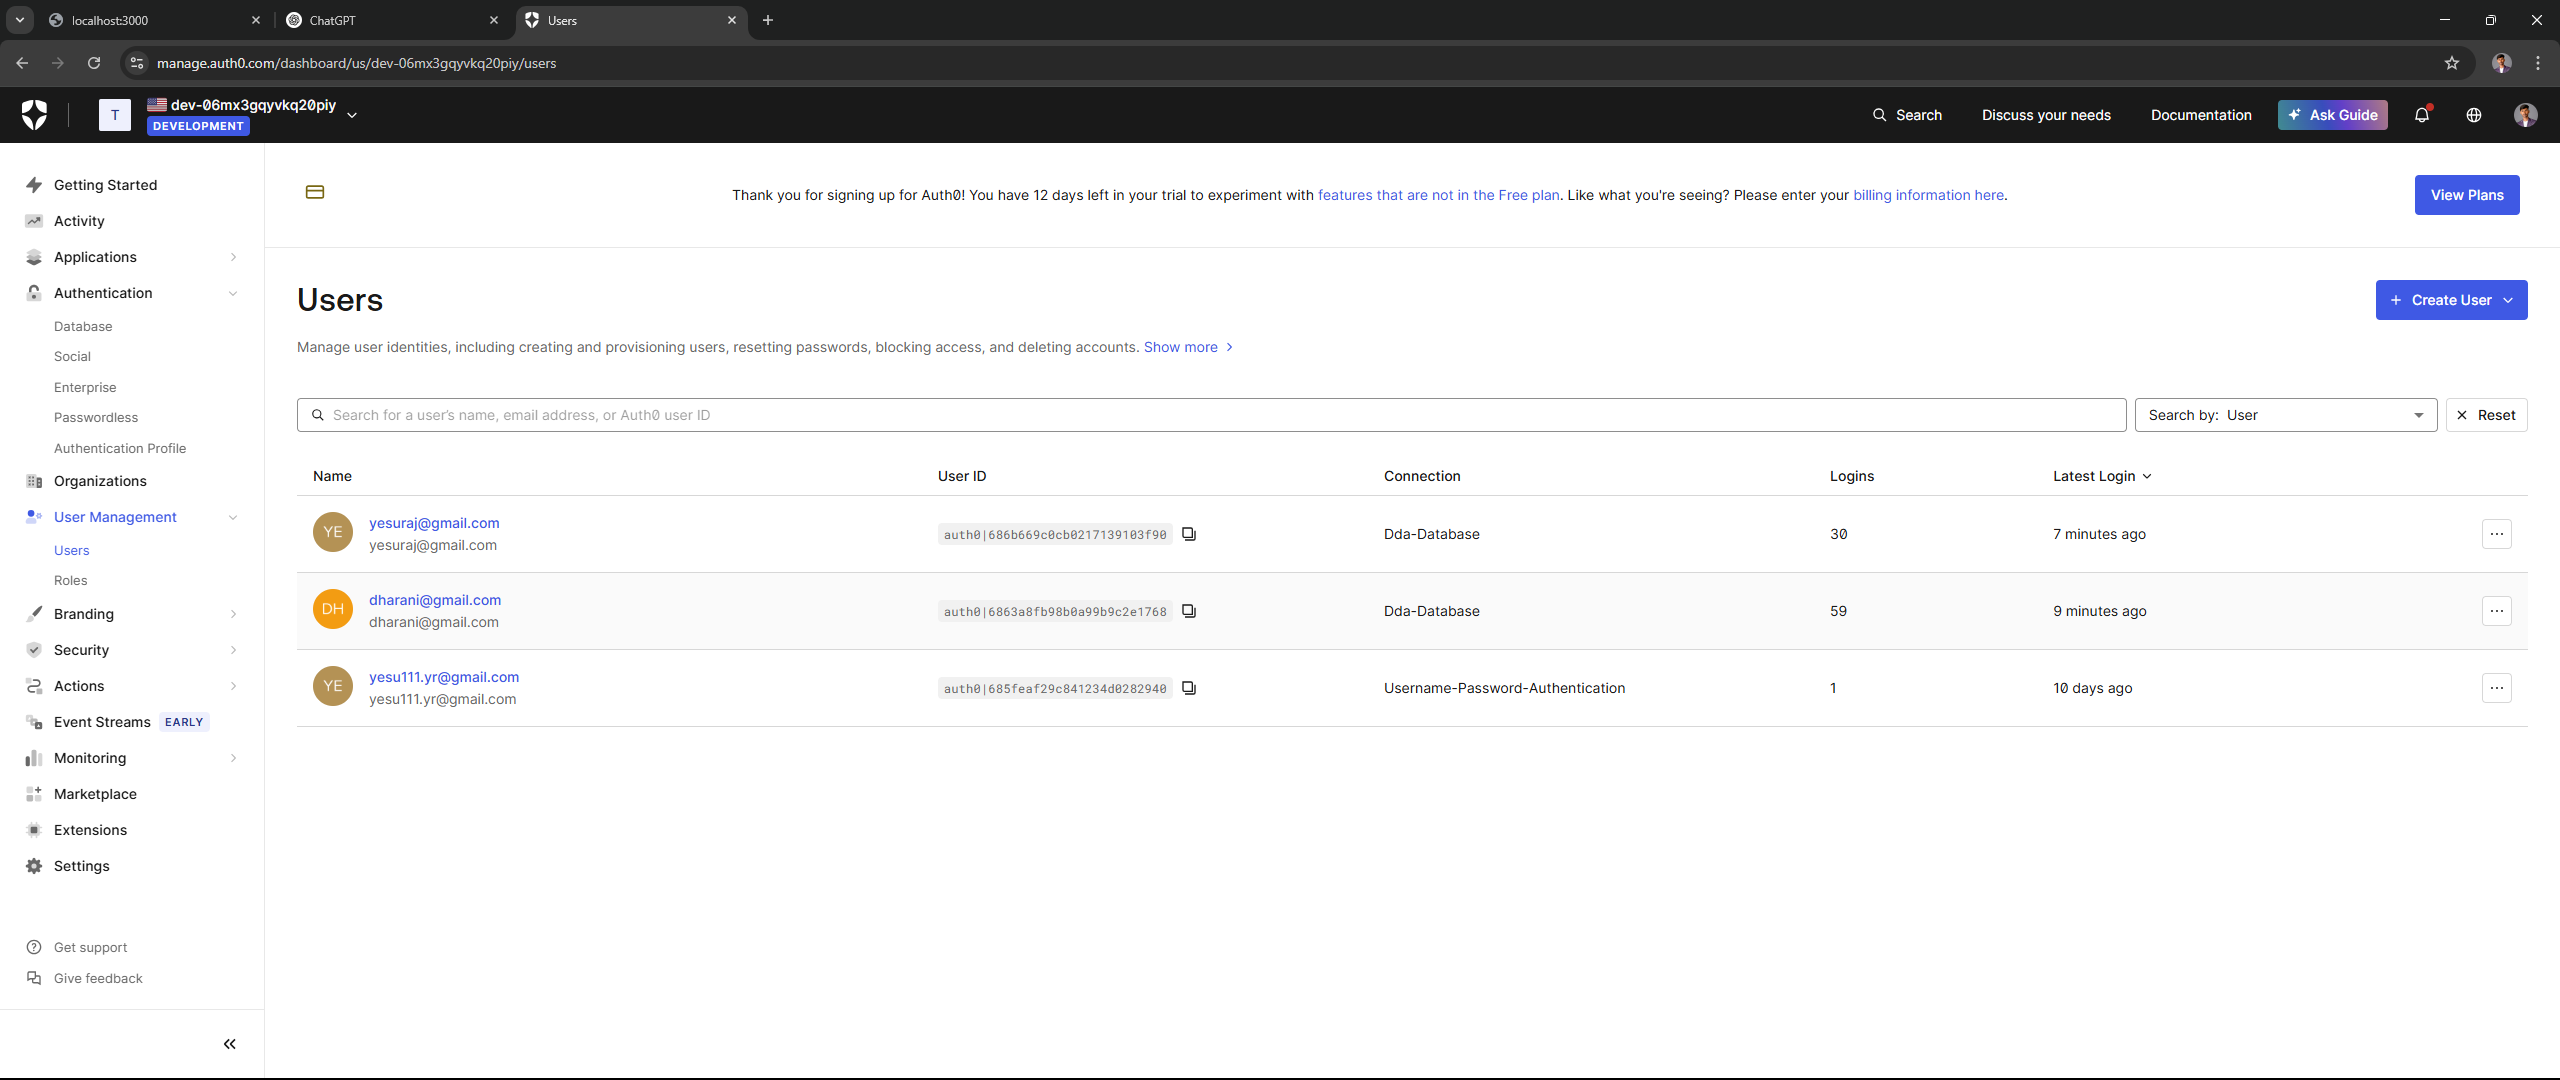 localhost:3000
ChatGPT
Users
manage.auth0.com/dashboard/us/dev-06mx3gqyvkq20piy/users
T
dev-06mx3gqyvkq20piy
DEVELOPMENT
Search
Discuss your needs
Documentation
Ask Guide
Getting Started
Activity
Applications
Authentication
Database
Social
Enterprise
Passwordless
Authentication Profile
Organizations
User Management
Users
Roles
Branding
Security
Actions
Event Streams EARLY
Monitoring
Marketplace
Extensions
Settings
Get support
Give feedback
Thank you for signing up for Auth0! You have 12 days left in your trial to experiment with features that are not in the Free plan. Like what you're seeing? Please enter your billing information here.
View Plans
Users
Create User
Manage user identities, including creating and provisioning users, resetting passwords, blocking access, and deleting accounts. Show more
Search for a user's name, email address, or Auth0 user ID
Search by: User
Reset
Name User ID Connection Logins Latest Login
YE yesuraj@gmail.com
yesuraj@gmail.com
auth0|686b669c0cb0217139103f90 Dda-Database 30 7 minutes ago
DH dharani@gmail.com
dharani@gmail.com
auth0|6863a8fb98b0a99b9c2e1768 Dda-Database 59 9 minutes ago
YE yesu111.yr@gmail.com
yesu111.yr@gmail.com
auth0|685feaf29c841234d0282940 Username-Password-Authentication 1 10 days ago